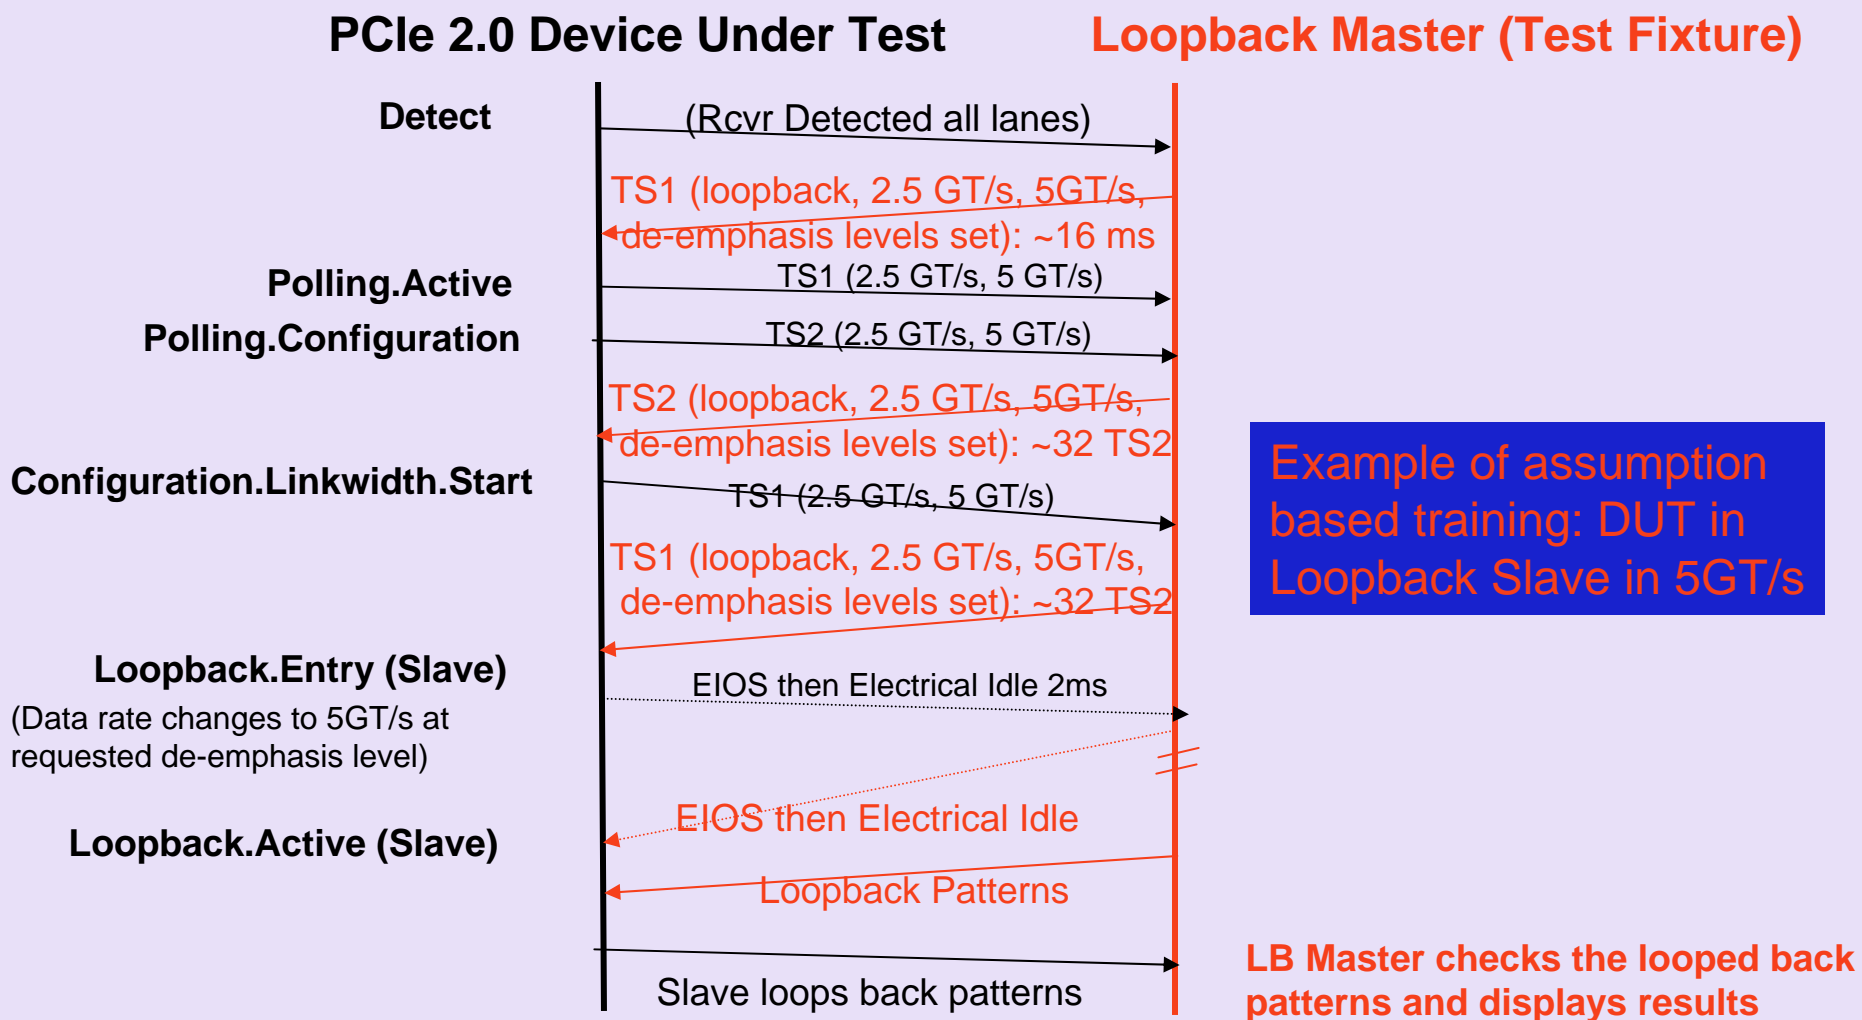 PCIe 2.0 Device Under Test
Loopback Master (Test Fixture)
Detect
(Rcvr Detected all lanes)
TS1 (loopback, 2.5 GT/s, 5GT/s,
de-emphasis levels set): ~16 ms
Polling.Active
TS1 (2.5 GT/s, 5 GT/s)
Polling.Configuration
TS2 (2.5 GT/s, 5 GT/s)
TS2 (loopback, 2.5 GT/s, 5GT/s,
de-emphasis levels set): ~32 TS2
Configuration.Linkwidth.Start
TS1 (2.5 GT/s, 5 GT/s)
TS1 (loopback, 2.5 GT/s, 5GT/s,
de-emphasis levels set): ~32 TS2
Example of assumption
based training: DUT in
Loopback Slave in 5GT/s
Loopback.Entry (Slave)
(Data rate changes to 5GT/s at
requested de-emphasis level)
EIOS then Electrical Idle 2ms
EIOS then Electrical Idle
Loopback.Active (Slave)
Loopback Patterns
Slave loops back patterns
LB Master checks the looped back
patterns and displays results